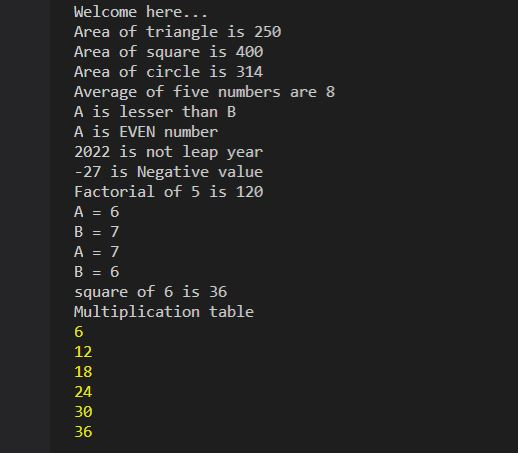 Welcome here...
Area of triangle is 250
Area of square is 400
Area of circle is 314
Average of five numbers are 8
A is lesser than B
A is EVEN number
2022 is not leap year
-27 is Negative value
Factorial of 5 is 120
A = 6
B = 7
A = 7
B = 6
square of 6 is 36
Multiplication table
6
12
18
24
30
36